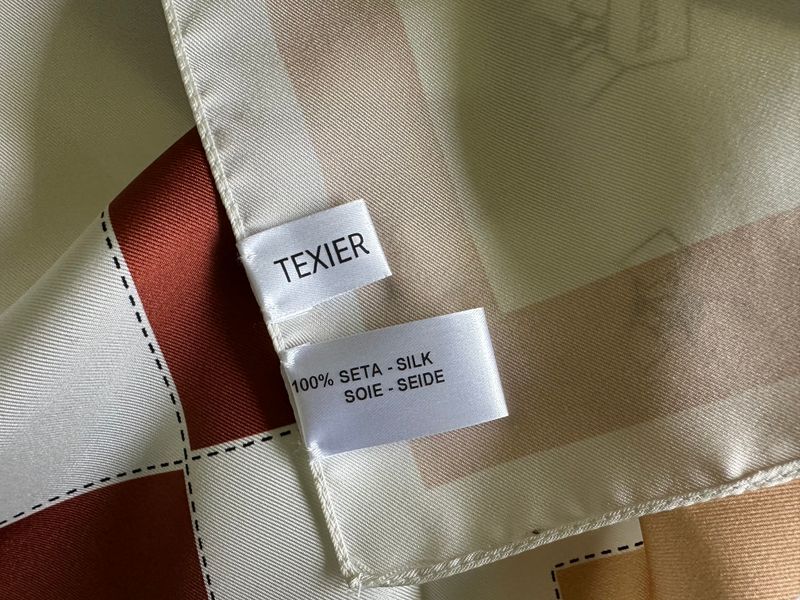 TEXIER
100% SETA - SILK
SOIE - SEIDE